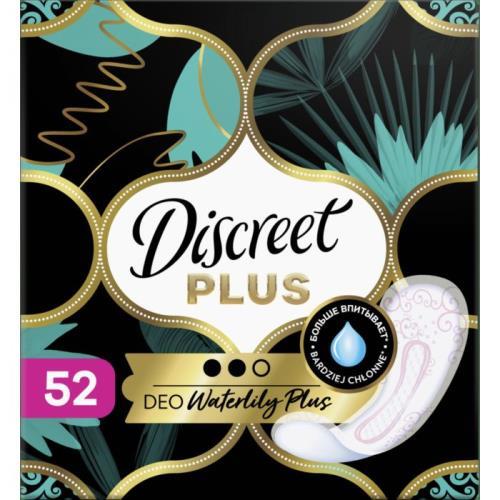 Discreet
PLUS
БОЛЬШЕ ВПИТЫВАЕТ*
BARDZIEJ CHŁONNE*
52
DEO Waterlily Plus